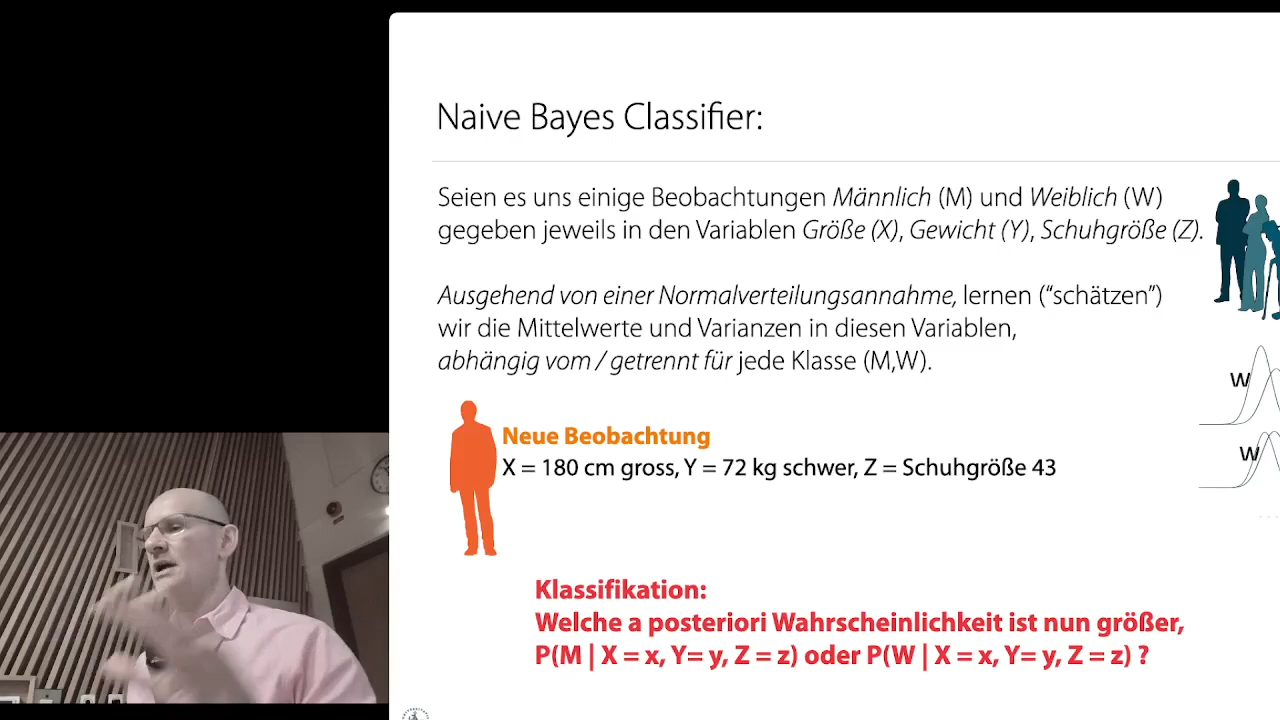 Naive Bayes Classifier:
Seien es uns einige Beobachtungen Männlich (M) und Weiblich (W)
gegeben jeweils in den Variablen Größe (X), Gewicht (Y), Schuhgröße (Z).
Ausgehend von einer Normalverteilungsannahme, lernen (“schätzen”)
wir die Mittelwerte und Varianzen in diesen Variablen,
abhängig vom / getrennt für jede Klasse (M,W).
W
W
Neue Beobachtung
X = 180 cm gross, Y = 72 kg schwer, Z = Schuhgröße 43
Klassifikation:
Welche a posteriori Wahrscheinlichkeit ist nun größer,
P(M | X = x, Y= y, Z = z) oder P(W | X = x, Y= y, Z = z) ?